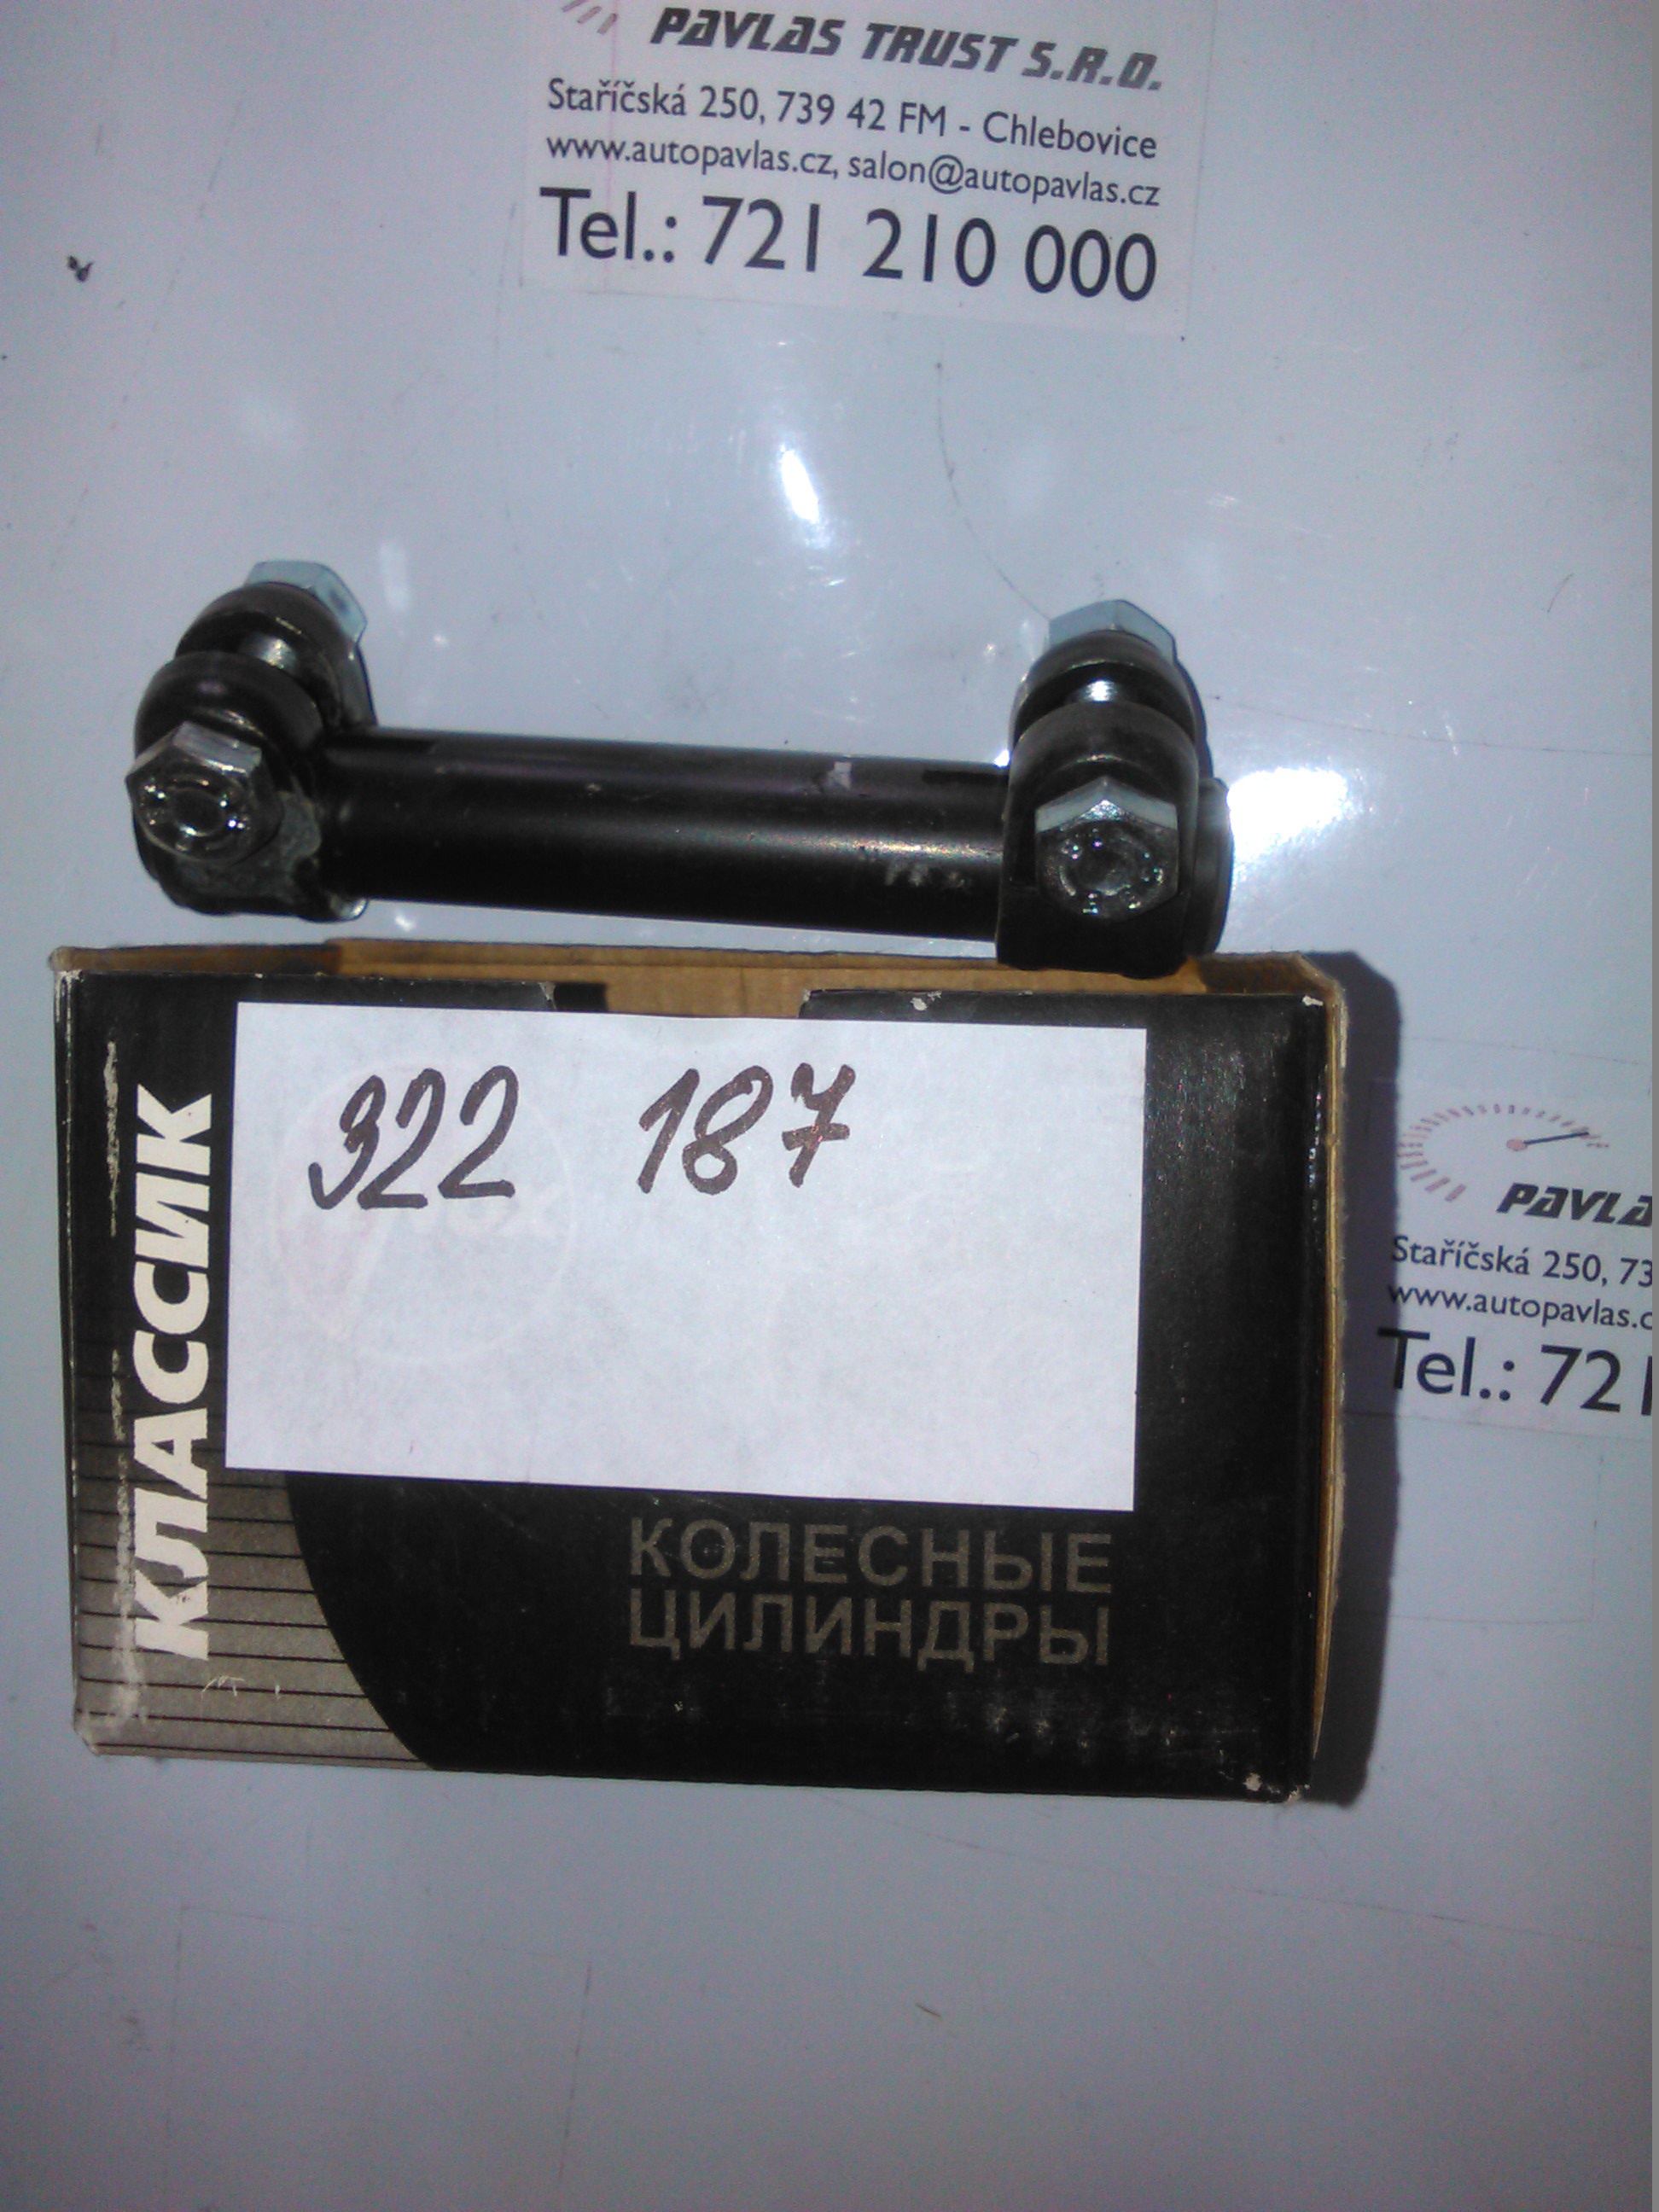 PAVLAS TRUST S.R.O.
Staříčská 250, 739 42 FM - Chlebovice
www.autopavlas.cz, salon@autopavlas.cz
Tel.: 721 210 000
322 187
КЛАССИК
КОЛЕСНЫЕ
ЦИЛИНДРЫ
PAVLA
Staříčská 250, 73
www.autopavlas.c
Tel.: 721